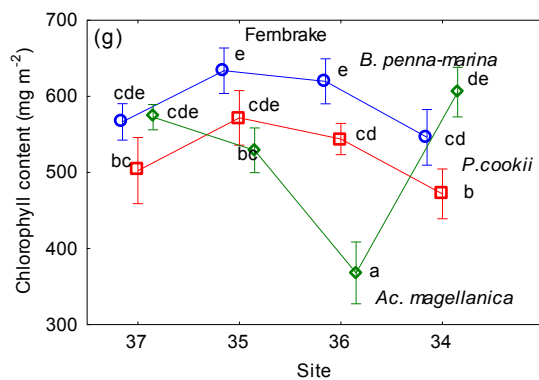 (g) Fernbrake
700
600
500
400
300
Chlorophyll content (mg m⁻²)
cde
cde
e
e
B. penna-marina
de
bc
cde
bc
cd
cd
P.cookii
b
a
Ac. magellanica
37 35 36 34
Site